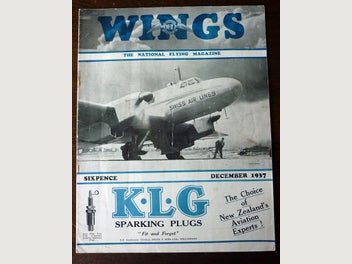 WINGS
NZ
THE NATIONAL FLYING MAGAZINE
SWISS AIR LINES
SIXPENCE
DECEMBER 1937
K·L·G
SPARKING PLUGS
"Fit and Forget"
The Choice
of
New Zealand's
Aviation
Experts!